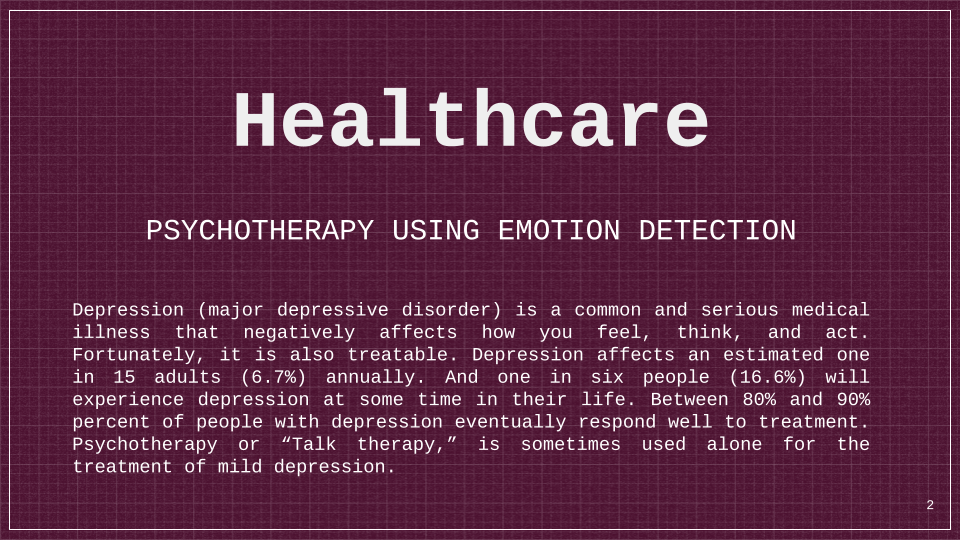 Healthcare
PSYCHOTHERAPY USING EMOTION DETECTION
Depression (major depressive disorder) is a common and serious medical
illness that negatively affects how you feel, think, and act.
Fortunately, it is also treatable. Depression affects an estimated one
in 15 adults (6.7%) annually. And one in six people (16.6%) will
experience depression at some time in their life. Between 80% and 90%
percent of people with depression eventually respond well to treatment.
Psychotherapy or “Talk therapy,” is sometimes used alone for the
treatment of mild depression.
2